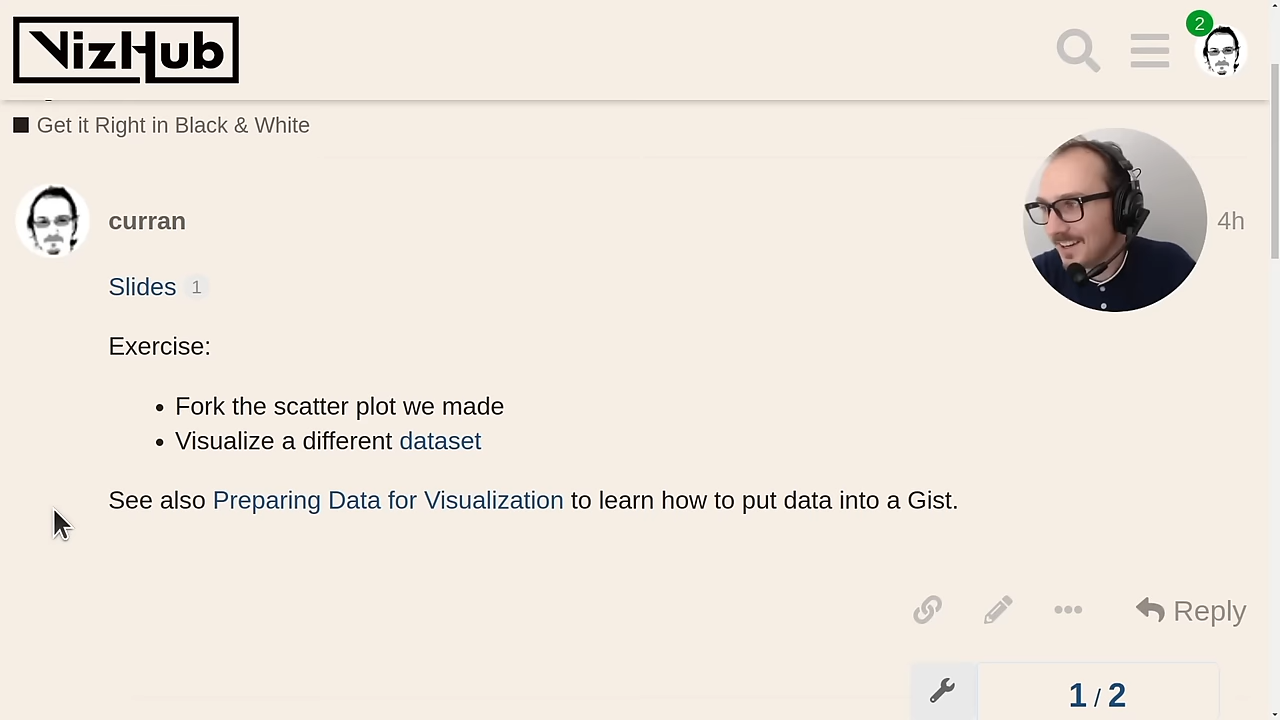 VizHub
2
Get it Right in Black & White
curran
4h
Slides 1
Exercise:
• Fork the scatter plot we made
• Visualize a different dataset
See also Preparing Data for Visualization to learn how to put data into a Gist.
Reply
1 / 2